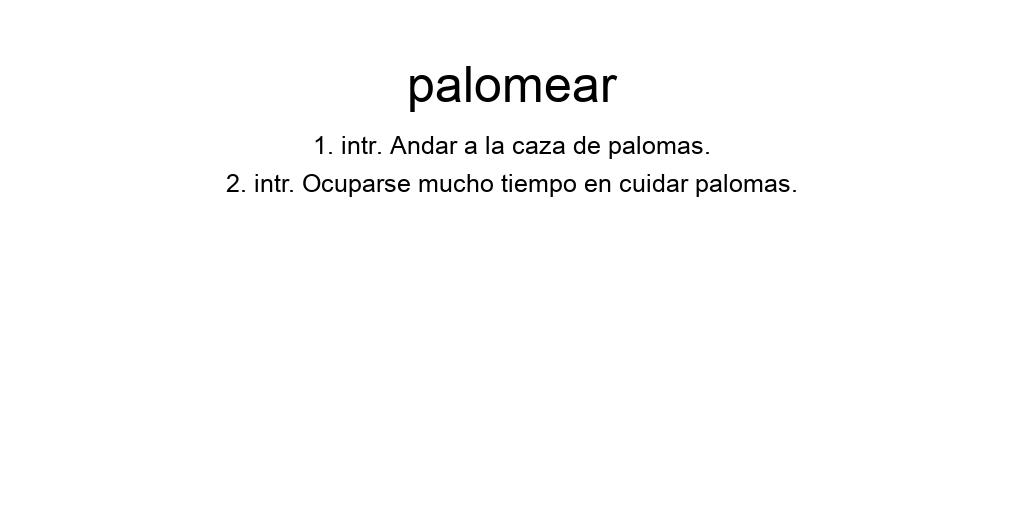 palomear
1. intr. Andar a la caza de palomas.
2. intr. Ocuparse mucho tiempo en cuidar palomas.